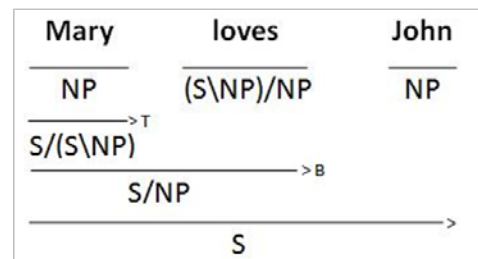 Mary loves John
NP (S\NP)/NP NP
>T
S/(S\NP)
>B
S/NP
>
S